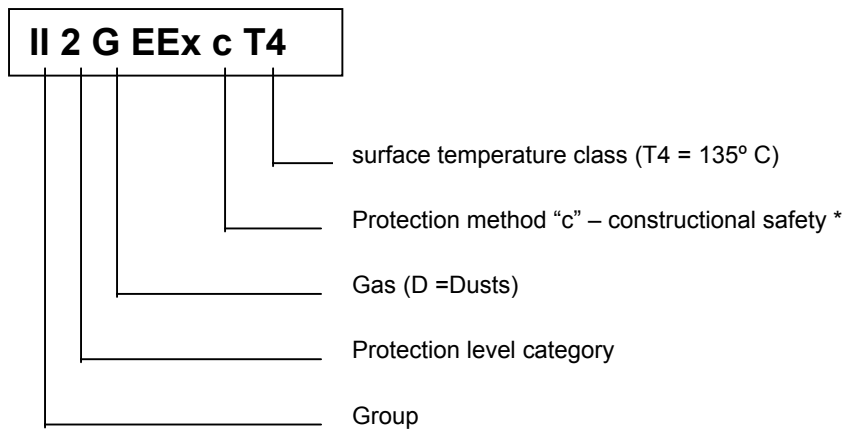 II 2 G EEx c T4
surface temperature class (T4 = 135º C)
Protection method “c” – constructional safety *
Gas (D =Dusts)
Protection level category
Group